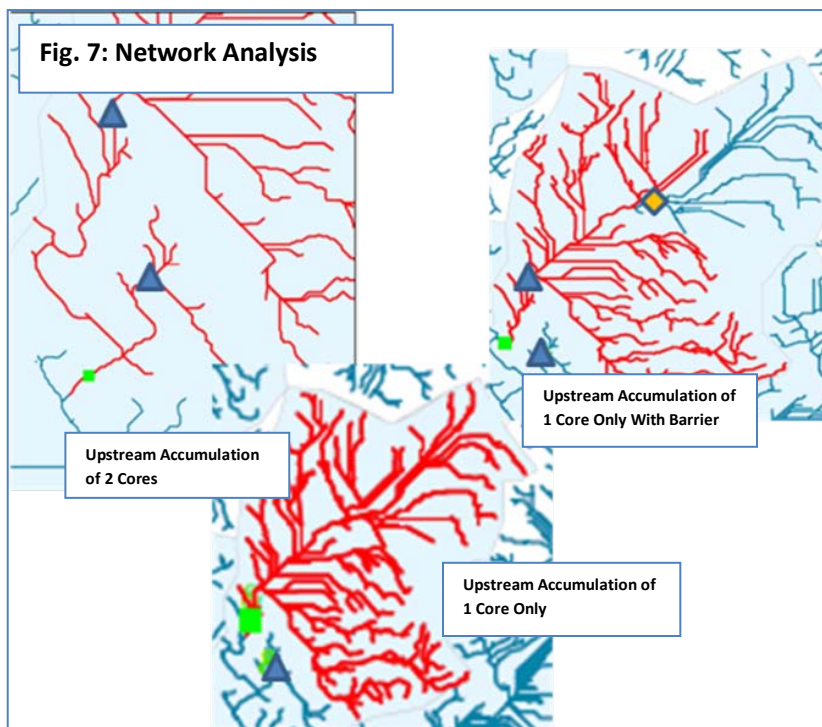 Fig. 7: Network Analysis
Upstream Accumulation of
1 Core Only With Barrier
Upstream Accumulation
of 2 Cores
Upstream Accumulation of
1 Core Only